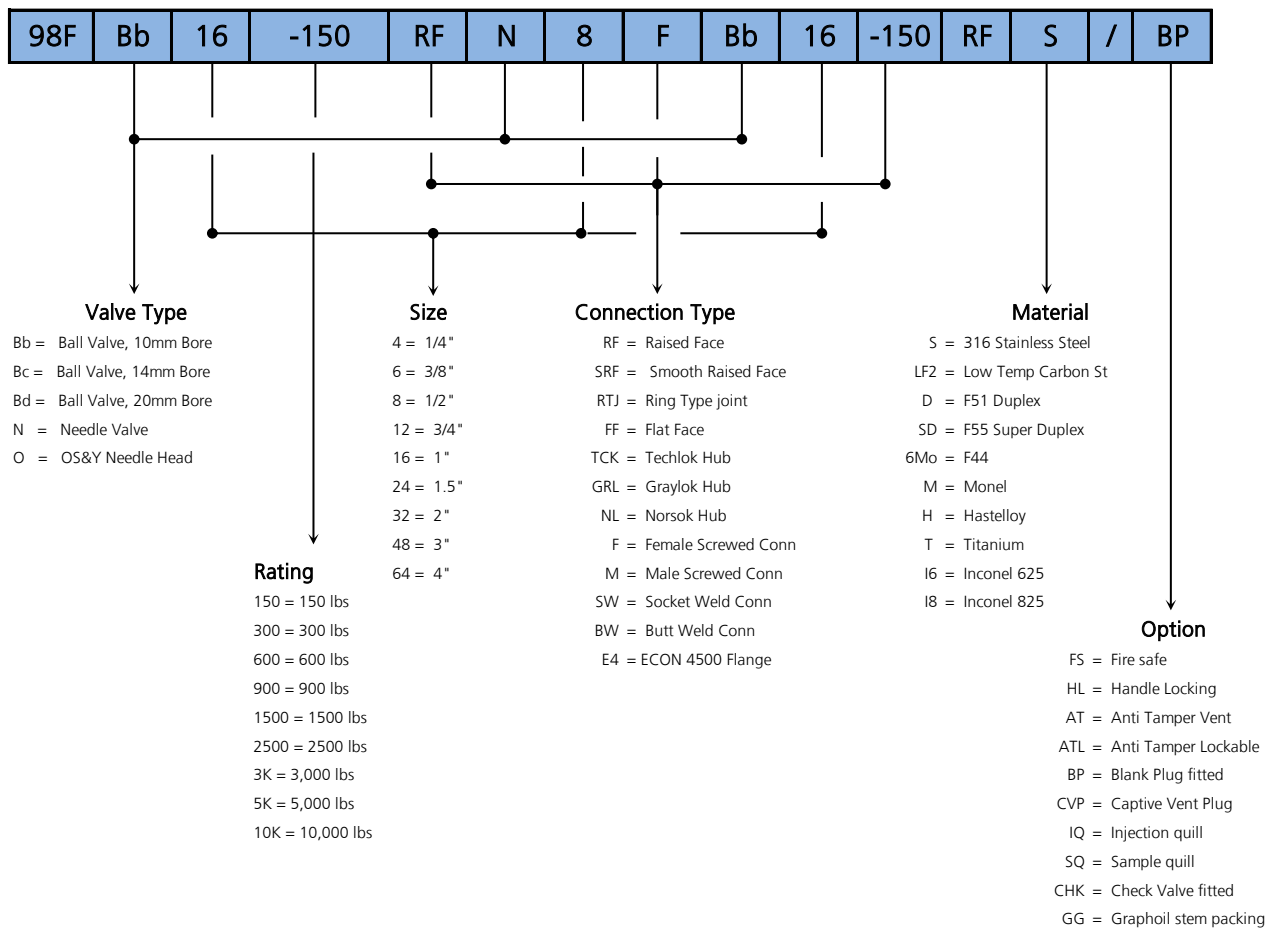 98F Bb 16 -150 RF N 8 F Bb 16 -150 RF S / BP
Valve Type
Bb = Ball Valve, 10mm Bore
Bc = Ball Valve, 14mm Bore
Bd = Ball Valve, 20mm Bore
N = Needle Valve
O = OS&Y Needle Head
Rating
150 = 150 lbs
300 = 300 lbs
600 = 600 lbs
900 = 900 lbs
1500 = 1500 lbs
2500 = 2500 lbs
3K = 3,000 lbs
5K = 5,000 lbs
10K = 10,000 lbs
Size
4 = 1/4"
6 = 3/8"
8 = 1/2"
12 = 3/4"
16 = 1"
24 = 1.5"
32 = 2"
48 = 3"
64 = 4"
Connection Type
RF = Raised Face
SRF = Smooth Raised Face
RTJ = Ring Type joint
FF = Flat Face
TCK = Techlok Hub
GRL = Graylok Hub
NL = Norsok Hub
F = Female Screwed Conn
M = Male Screwed Conn
SW = Socket Weld Conn
BW = Butt Weld Conn
E4 = ECON 4500 Flange
Material
S = 316 Stainless Steel
LF2 = Low Temp Carbon St
D = F51 Duplex
SD = F55 Super Duplex
6Mo = F44
M = Monel
H = Hastelloy
T = Titanium
I6 = Inconel 625
I8 = Inconel 825
Option
FS = Fire safe
HL = Handle Locking
AT = Anti Tamper Vent
ATL = Anti Tamper Lockable
BP = Blank Plug fitted
CVP = Captive Vent Plug
IQ = Injection quill
SQ = Sample quill
CHK = Check Valve fitted
GG = Graphoil stem packing